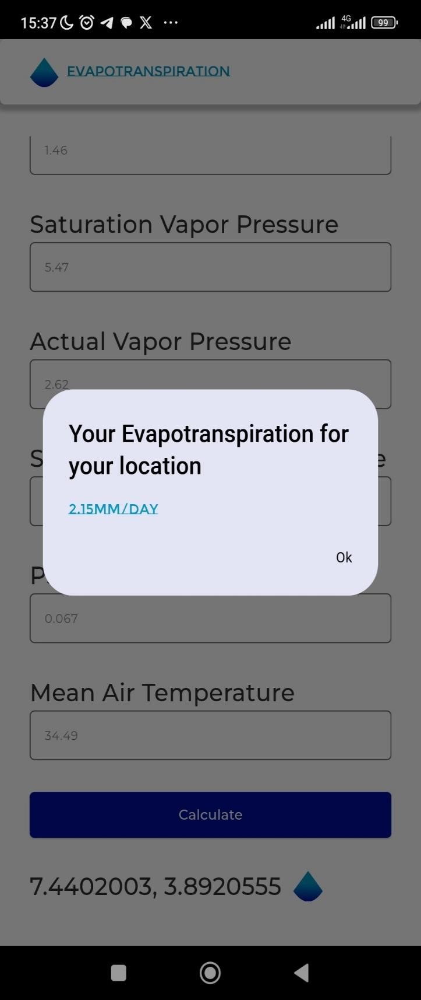 15:37
4G
99
EVAPOTRANSPIRATION
1.46
Saturation Vapor Pressure
5.47
Actual Vapor Pressure
2.62
Your Evapotranspiration for
your location
2.15MM/DAY
Ok
0.067
Mean Air Temperature
34.49
Calculate
7.4402003, 3.8920555